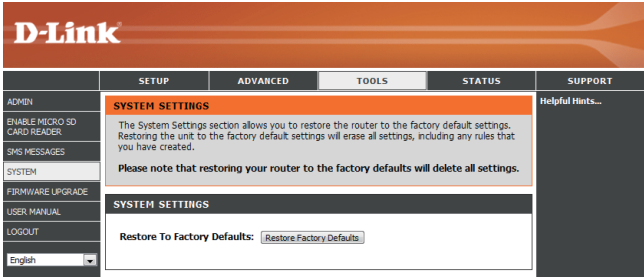 D-Link
SETUP
ADVANCED
TOOLS
STATUS
SUPPORT
ADMIN
ENABLE MICRO SD
CARD READER
SMS MESSAGES
SYSTEM
FIRMWARE UPGRADE
USER MANUAL
LOGOUT
English
SYSTEM SETTINGS
The System Settings section allows you to restore the router to the factory default settings.
Restoring the unit to the factory default settings will erase all settings, including any rules that
you have created.
Please note that restoring your router to the factory defaults will delete all settings.
SYSTEM SETTINGS
Restore To Factory Defaults: Restore Factory Defaults
Helpful Hints...